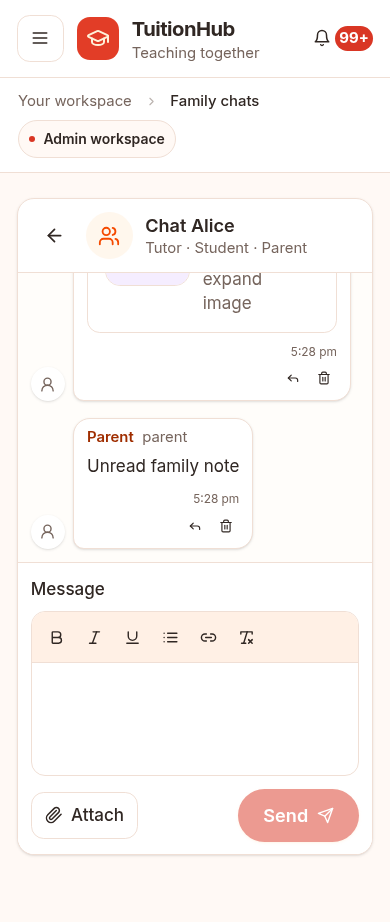 TuitionHub
Teaching together
99+
Your workspace > Family chats
Admin workspace
Chat Alice
Tutor · Student · Parent
expand
image
5:28 pm
Parent parent
Unread family note
5:28 pm
Message
B I U
Attach
Send